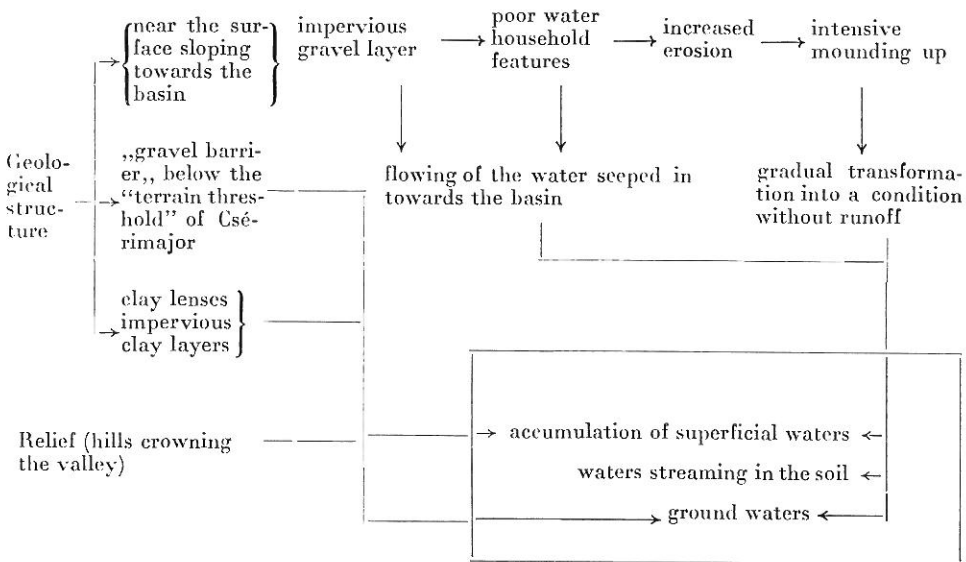 near the sur-
face sloping
towards the
basin
impervious
gravel layer
poor water
household
features
increased
erosion
intensive
mounding up
Geolo-
gical
struc-
ture
„gravel barri-
er„ below the
“terrain thres-
hold” of Csé-
rimajor
flowing of the water seeped in
towards the basin
gradual transforma-
tion into a condition
without runoff
clay lenses
impervious
clay layers
Relief (hills crowning
the valley)
accumulation of superficial waters
waters streaming in the soil
ground waters